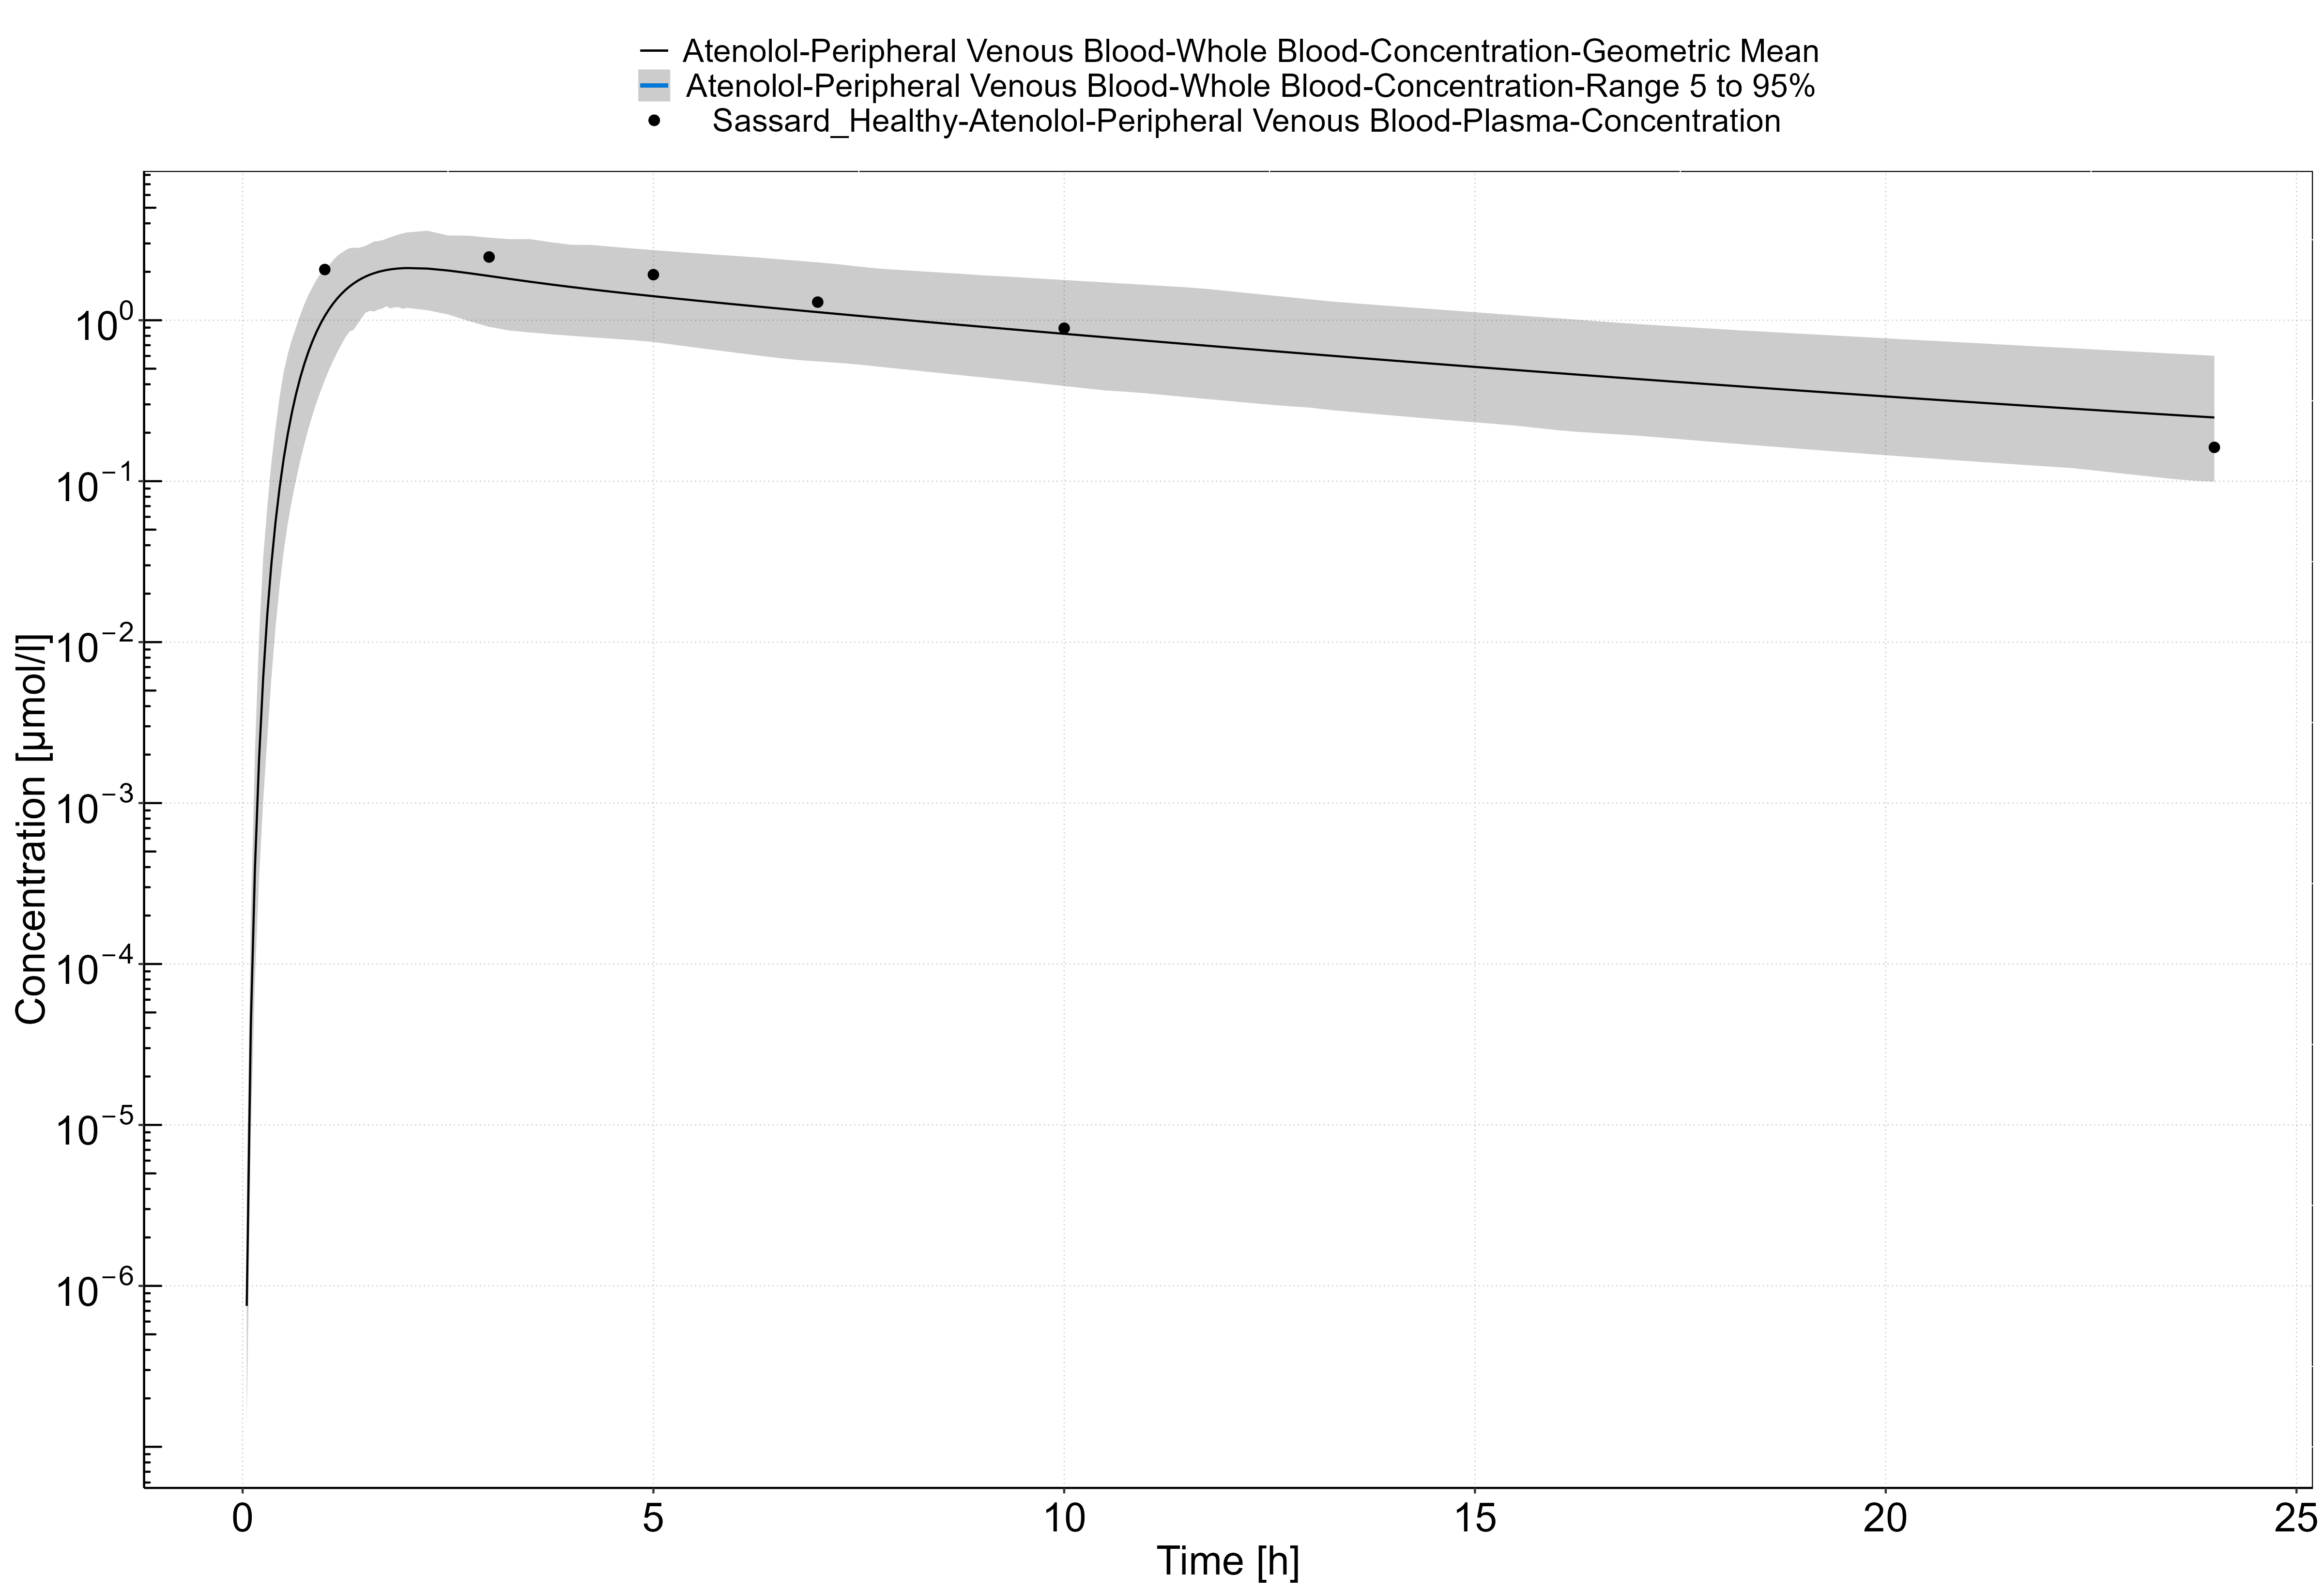 Atenolol-Peripheral Venous Blood-Whole Blood-Concentration-Geometric Mean
Atenolol-Peripheral Venous Blood-Whole Blood-Concentration-Range 5 to 95%
Sassard_Healthy-Atenolol-Peripheral Venous Blood-Plasma-Concentration
Concentration [µmol/l]
10⁰
10⁻¹
10⁻²
10⁻³
10⁻⁴
10⁻⁵
10⁻⁶
0 5 10 15 20 25
Time [h]